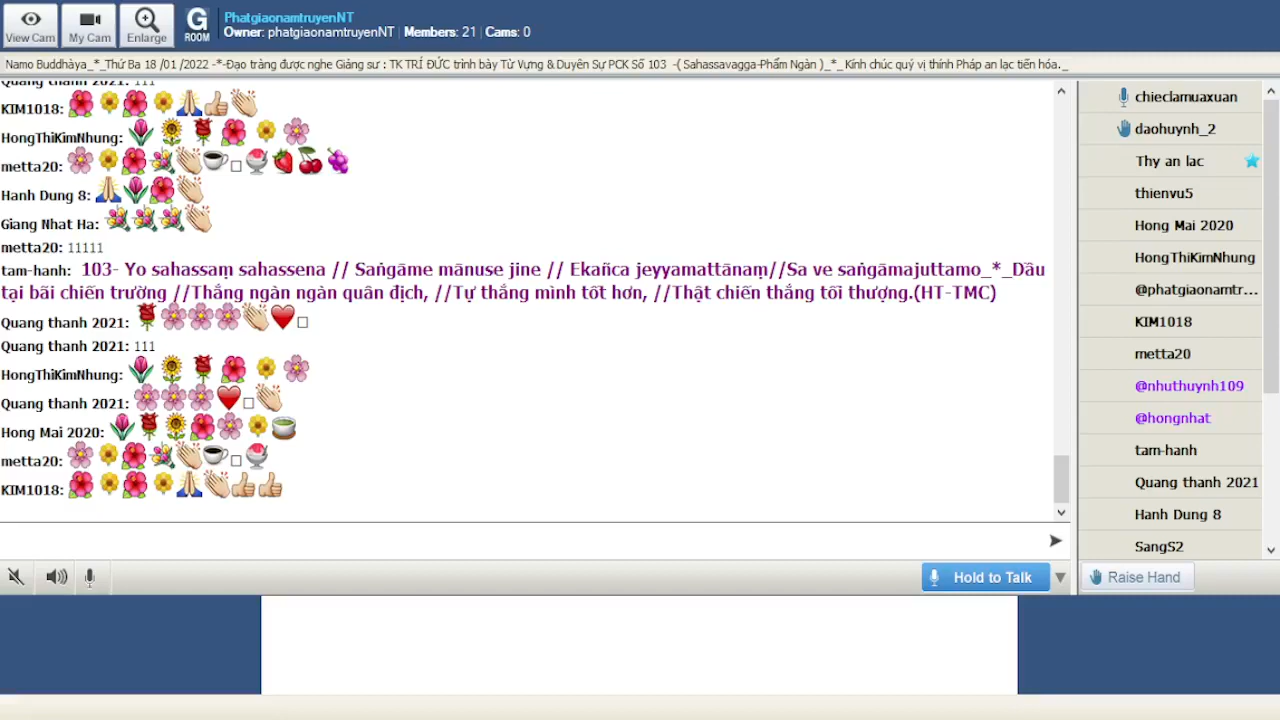 View Cam
My Cam
Enlarge
G
ROOM
PhatgiaonamtruyenNT
Owner: phatgiaonamtruyenNT | Members: 21 | Cams: 0
Namo Buddhàya_*_Thứ Ba 18 /01 /2022 -*-Đạo tràng được nghe Giảng sư : TK TRÍ ĐỨC trình bày Từ Vựng & Duyên Sự PCK Số 103 -( Sahassavagga-Phẩm Ngàn )_*_ Kính chúc quý vị thính Pháp an lạc tiến hóa._
Quang thanh 2021: 111
KIM1018:
HongThiKimNhung:
metta20:
Hanh Dung 8:
Giang Nhat Ha:
metta20: 11111
tam-hanh: 103- Yo sahassaṃ sahassena // Saṅgāme mānuse jine // Ekañca jeyyamattānaṃ//Sa ve saṅgāmajuttamo_*_Dầu
tại bãi chiến trường //Thắng ngàn ngàn quân địch, //Tự thắng mình tốt hơn, //Thật chiến thắng tối thượng.(HT-TMC)
Quang thanh 2021:
Quang thanh 2021: 111
HongThiKimNhung:
Quang thanh 2021:
Hong Mai 2020:
metta20:
KIM1018:
Hold to Talk
chieclamuaxuan
daohuynh_2
Thy an lac
thienvu5
Hong Mai 2020
HongThiKimNhung
@phatgiaonamtr...
KIM1018
metta20
@nhuthuynh109
@hongnhat
tam-hanh
Quang thanh 2021
Hanh Dung 8
SangS2
Raise Hand